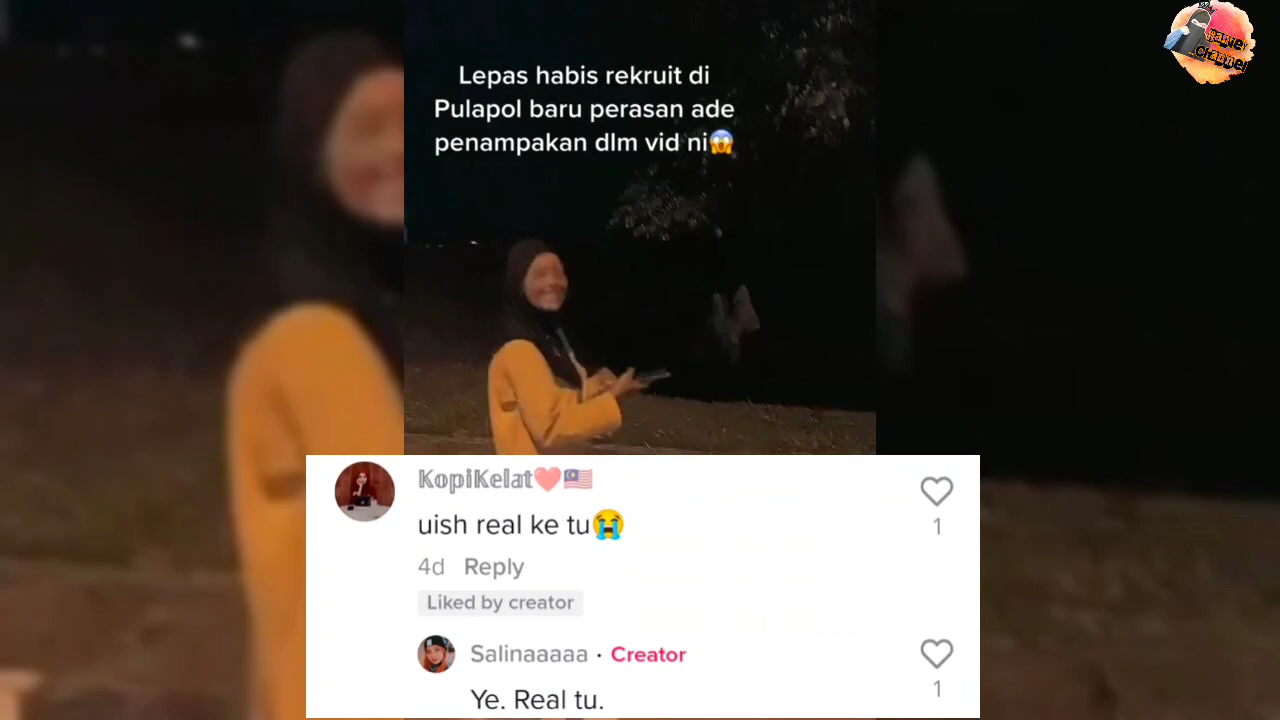 Lepas habis rekruit di
Pulapol baru perasan ade
penampakan dlm vid ni😱
𝕂𝕠𝕡𝕚𝕂𝕖𝕝𝕒𝕥❤️🇲🇾
uish real ke tu😭
1
4d Reply
Liked by creator
Salinaaaaa · Creator
1
Ye. Real tu.